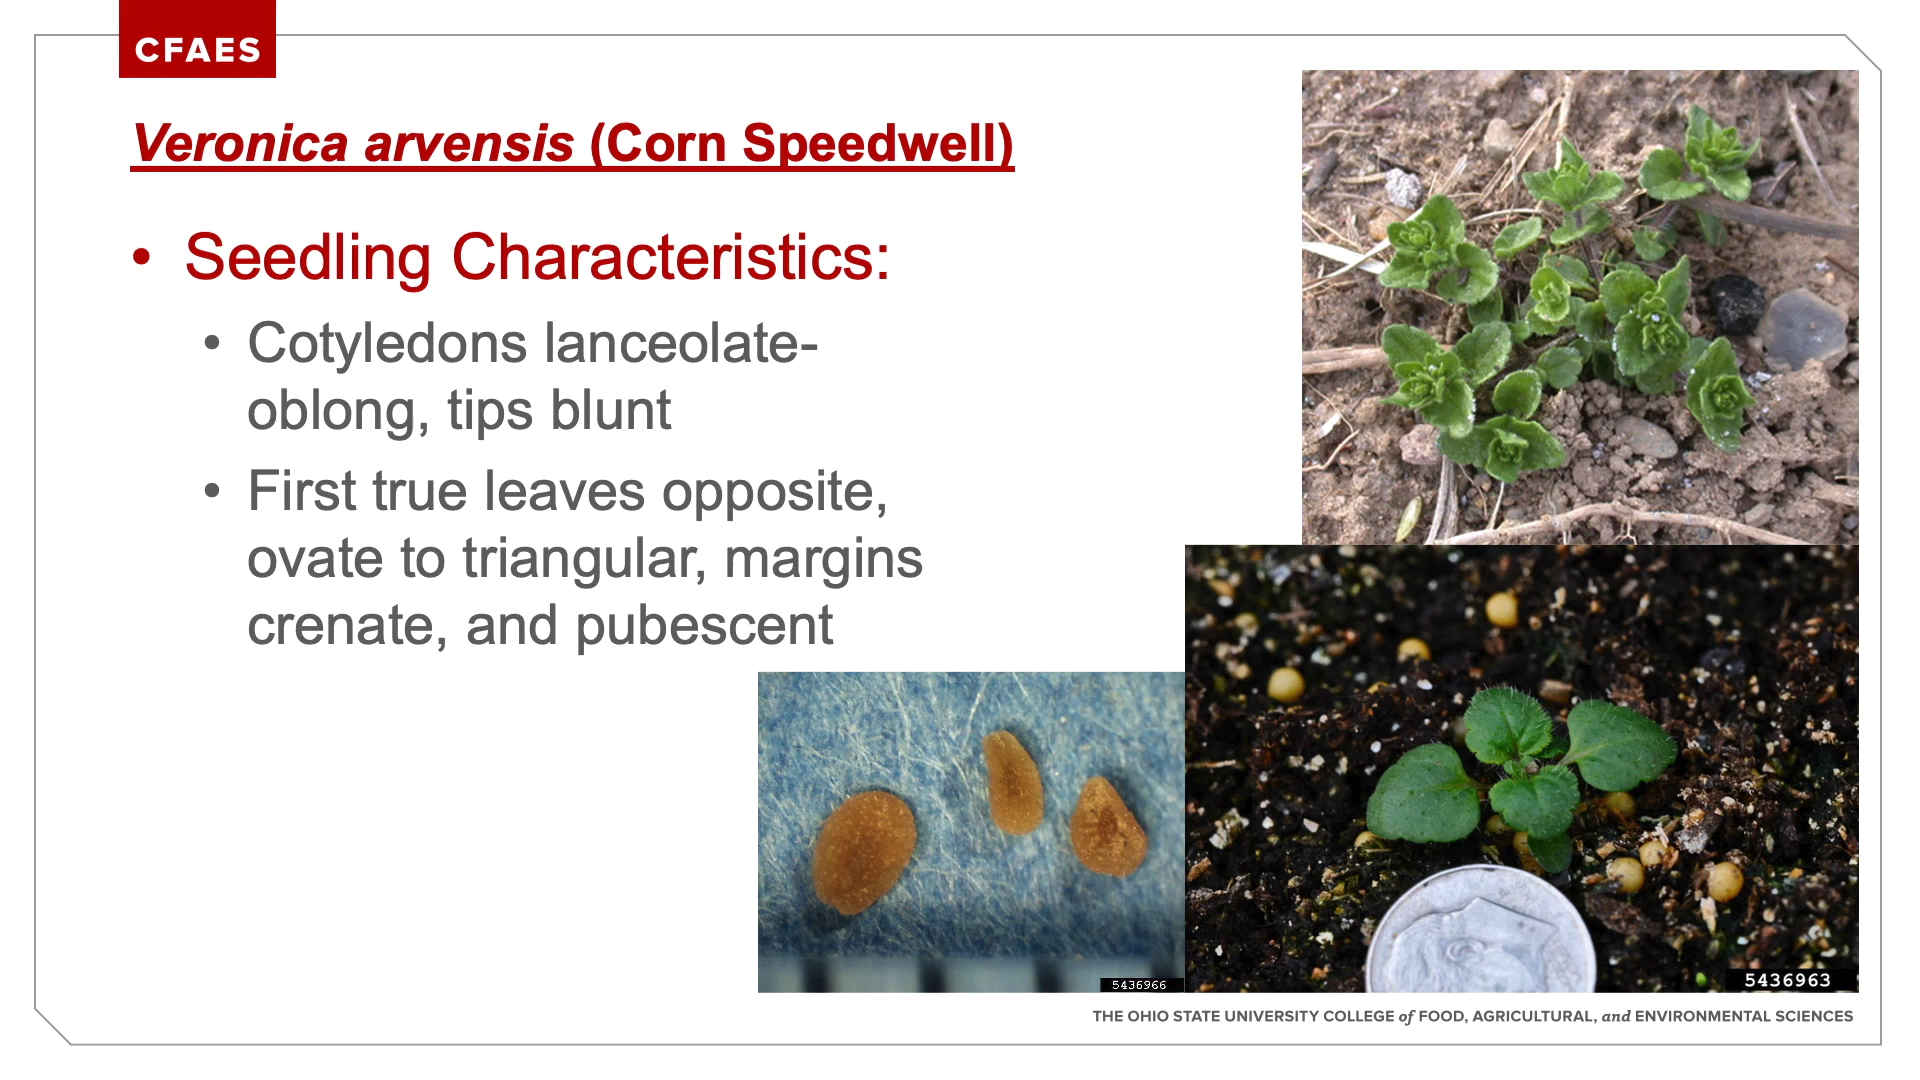 CFAES
Veronica arvensis (Corn Speedwell)
• Seedling Characteristics:
• Cotyledons lanceolate-
oblong, tips blunt
• First true leaves opposite,
ovate to triangular, margins
crenate, and pubescent
5436966
5436963
THE OHIO STATE UNIVERSITY COLLEGE of FOOD, AGRICULTURAL, and ENVIRONMENTAL SCIENCES